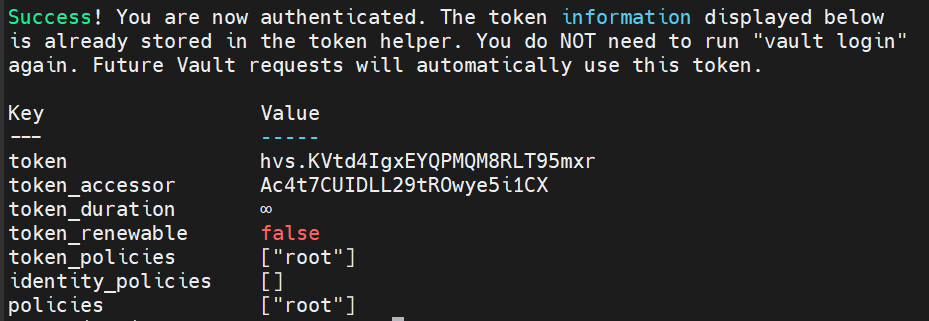 Success! You are now authenticated. The token information displayed below
is already stored in the token helper. You do NOT need to run "vault login"
again. Future Vault requests will automatically use this token.
Key Value
--- -----
token hvs.KVtd4IgxEYQPMQM8RLT95mxr
token_accessor Ac4t7CUIDLL29tROwye5i1CX
token_duration ∞
token_renewable false
token_policies ["root"]
identity_policies []
policies ["root"]